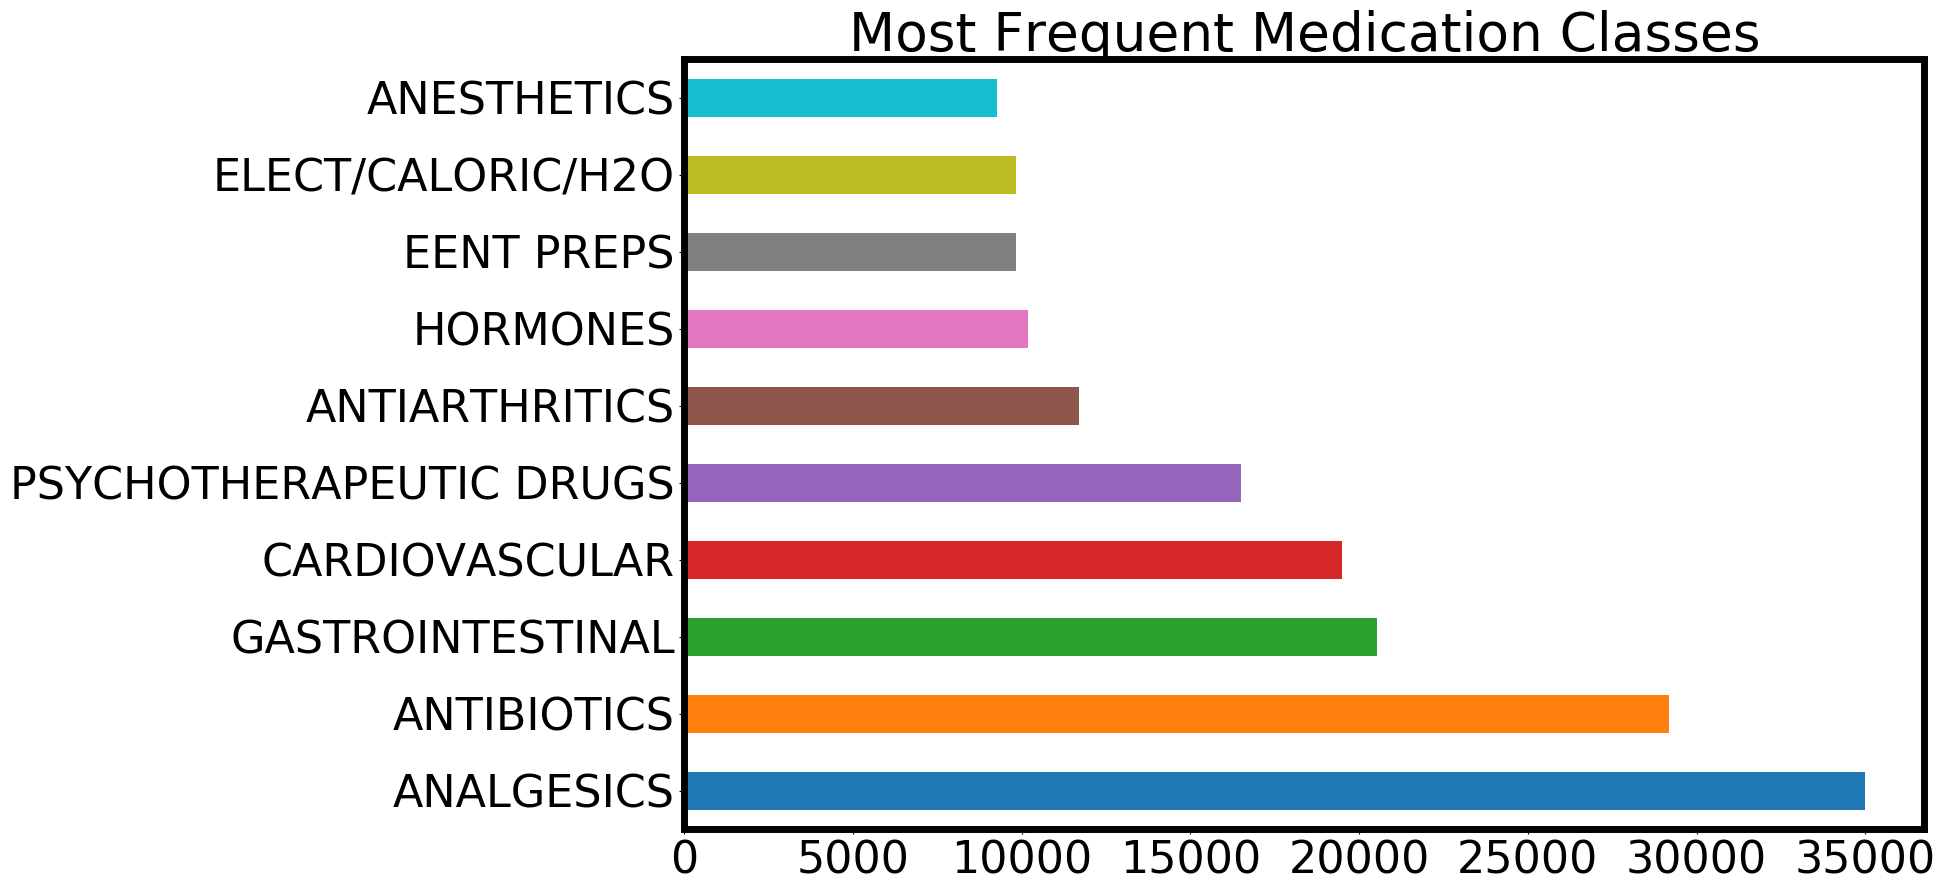 Most Frequent Medication Classes
ANESTHETICS
ELECT/CALORIC/H2O
EENT PREPS
HORMONES
ANTIARTHRITICS
PSYCHOTHERAPEUTIC DRUGS
CARDIOVASCULAR
GASTROINTESTINAL
ANTIBIOTICS
ANALGESICS
0 5000 10000 15000 20000 25000 30000 35000